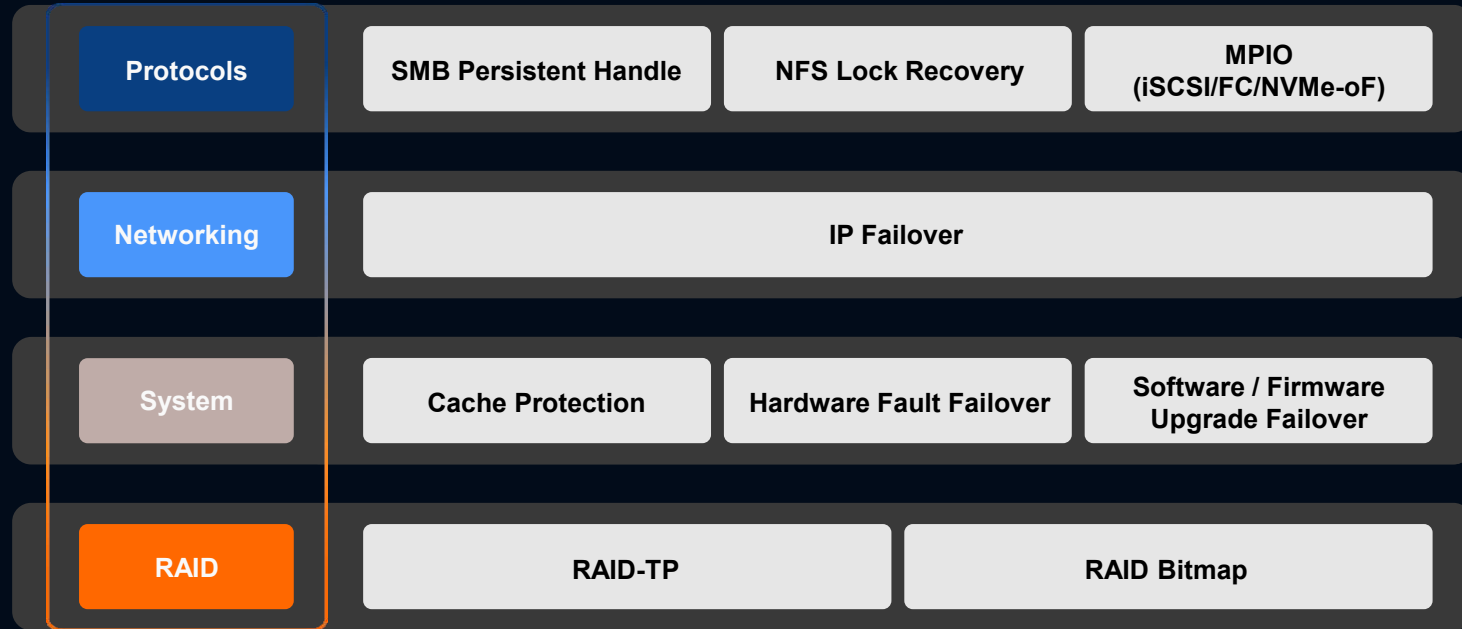 Protocols
SMB Persistent Handle
NFS Lock Recovery
MPIO
(iSCSI/FC/NVMe-oF)
Networking
IP Failover
System
Cache Protection
Hardware Fault Failover
Software / Firmware
Upgrade Failover
RAID
RAID-TP
RAID Bitmap